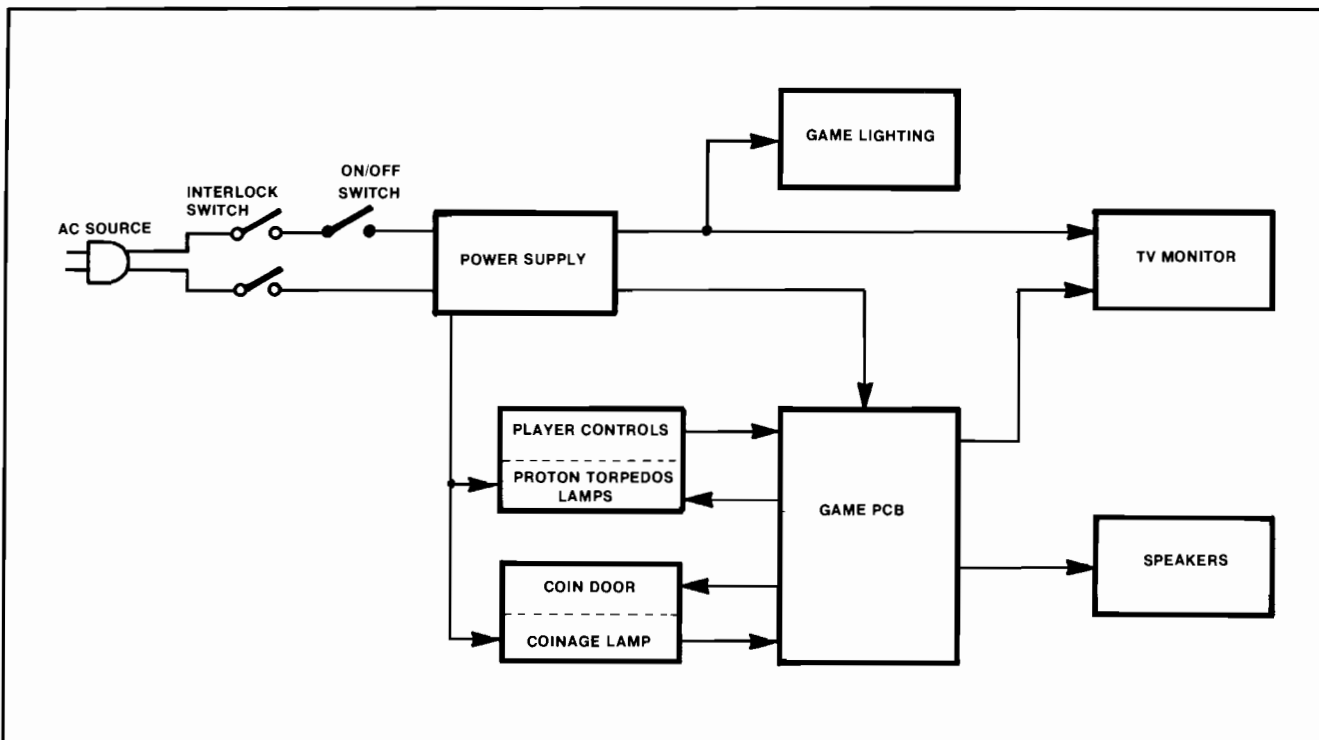 GAME LIGHTING
ON/OFF
SWITCH
INTERLOCK
SWITCH
AC SOURCE
POWER SUPPLY
TV MONITOR
PLAYER CONTROLS
PROTON TORPEDOS
LAMPS
GAME PCB
COIN DOOR
COINAGE LAMP
SPEAKERS